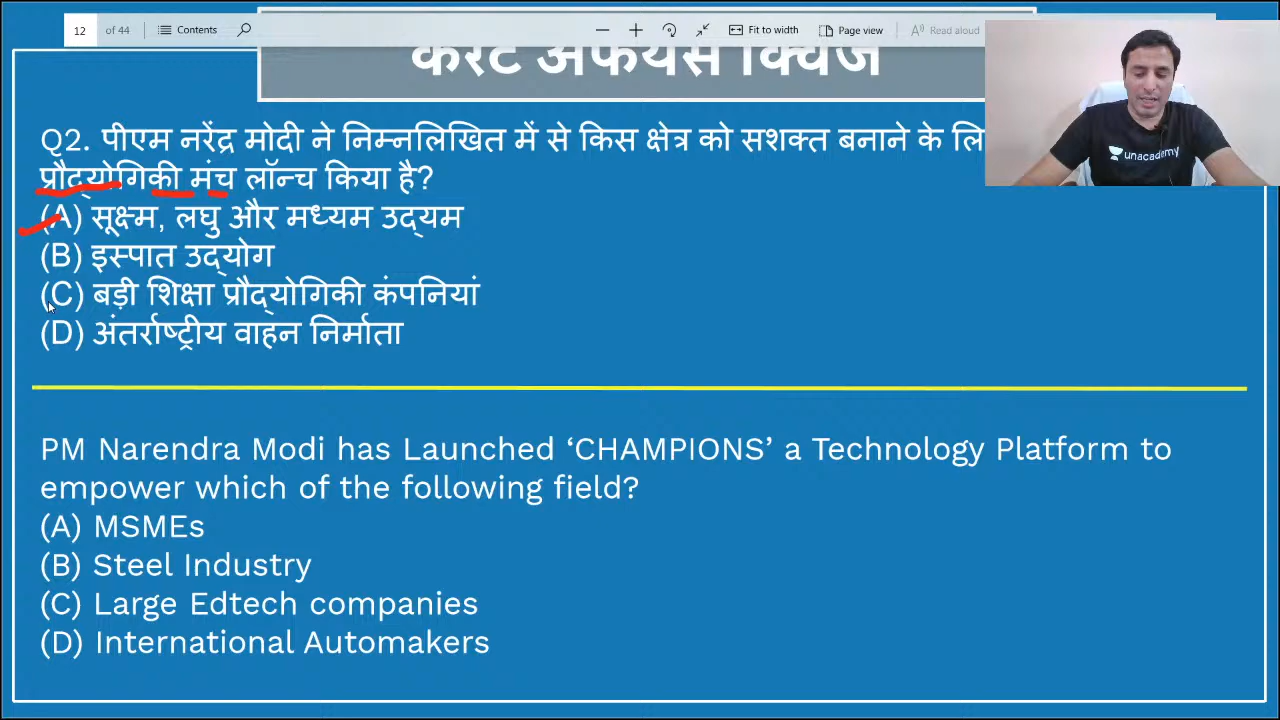 12 of 44 Contents Fit to width Page view Read aloud
करेंट अफेयर्स क्विज
unacademy
Q2. पीएम नरेंद्र मोदी ने निम्नलिखित में से किस क्षेत्र को सशक्त बनाने के लि
प्रौद्योगिकी मंच लॉन्च किया है?
(A) सूक्ष्म, लघु और मध्यम उद्यम
(B) इस्पात उद्योग
(C) बड़ी शिक्षा प्रौद्योगिकी कंपनियां
(D) अंतर्राष्ट्रीय वाहन निर्माता
PM Narendra Modi has Launched ‘CHAMPIONS’ a Technology Platform to
empower which of the following field?
(A) MSMEs
(B) Steel Industry
(C) Large Edtech companies
(D) International Automakers